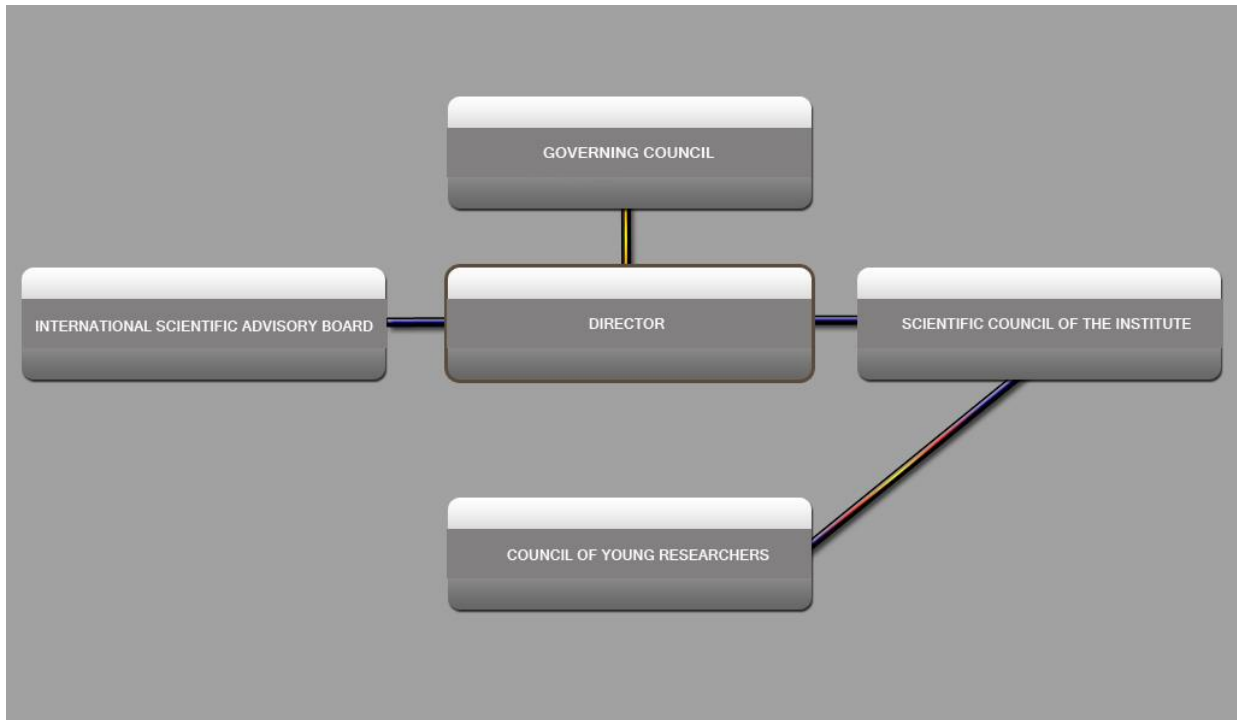 GOVERNING COUNCIL
INTERNATIONAL SCIENTIFIC ADVISORY BOARD
DIRECTOR
SCIENTIFIC COUNCIL OF THE INSTITUTE
COUNCIL OF YOUNG RESEARCHERS